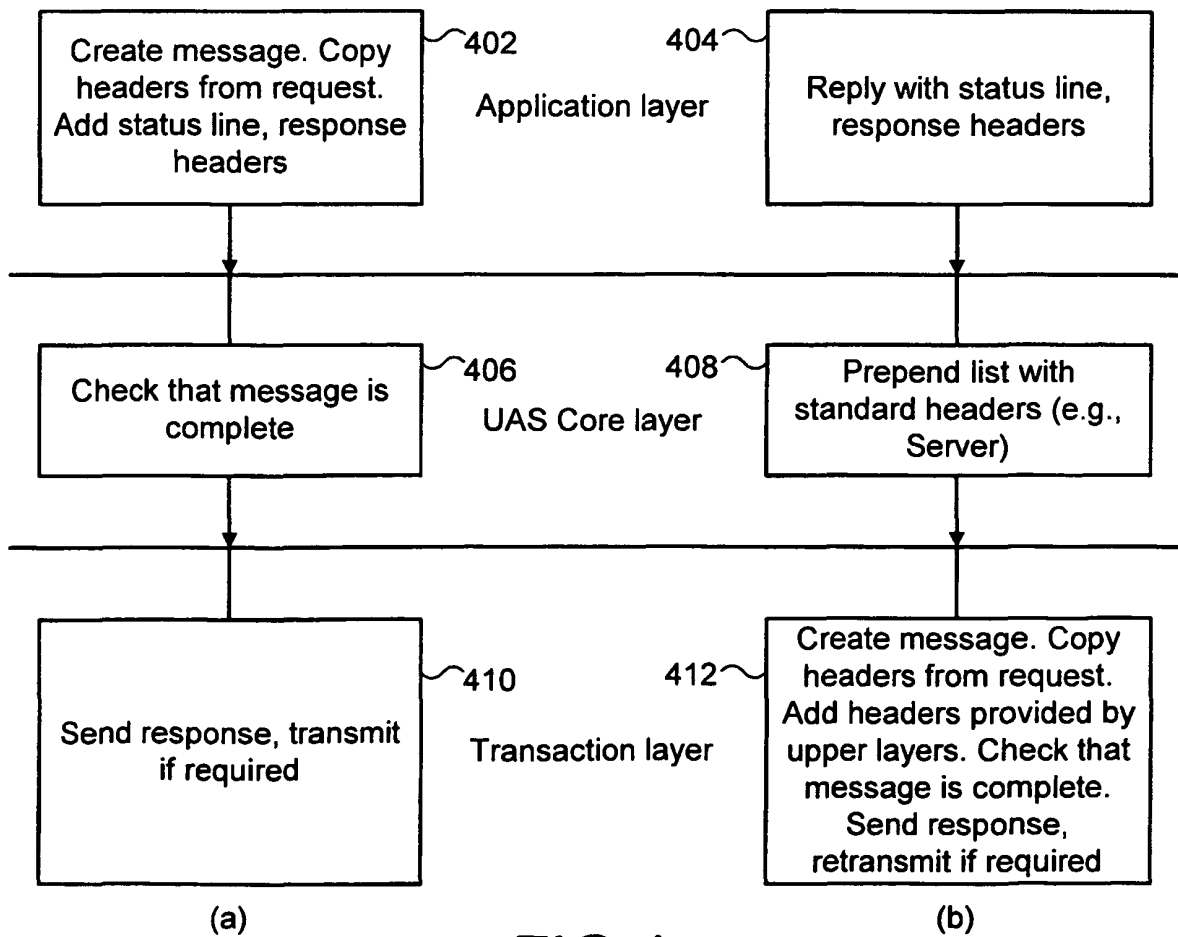 Create message. Copy
headers from request.
Add status line, response
headers
402
Application layer
404
Reply with status line,
response headers
Check that message is
complete
406
UAS Core layer
408
Prepend list with
standard headers (e.g.,
Server)
Send response, transmit
if required
410
Transaction layer
412
Create message. Copy
headers from request.
Add headers provided by
upper layers. Check that
message is complete.
Send response,
retransmit if required
(a)
(b)